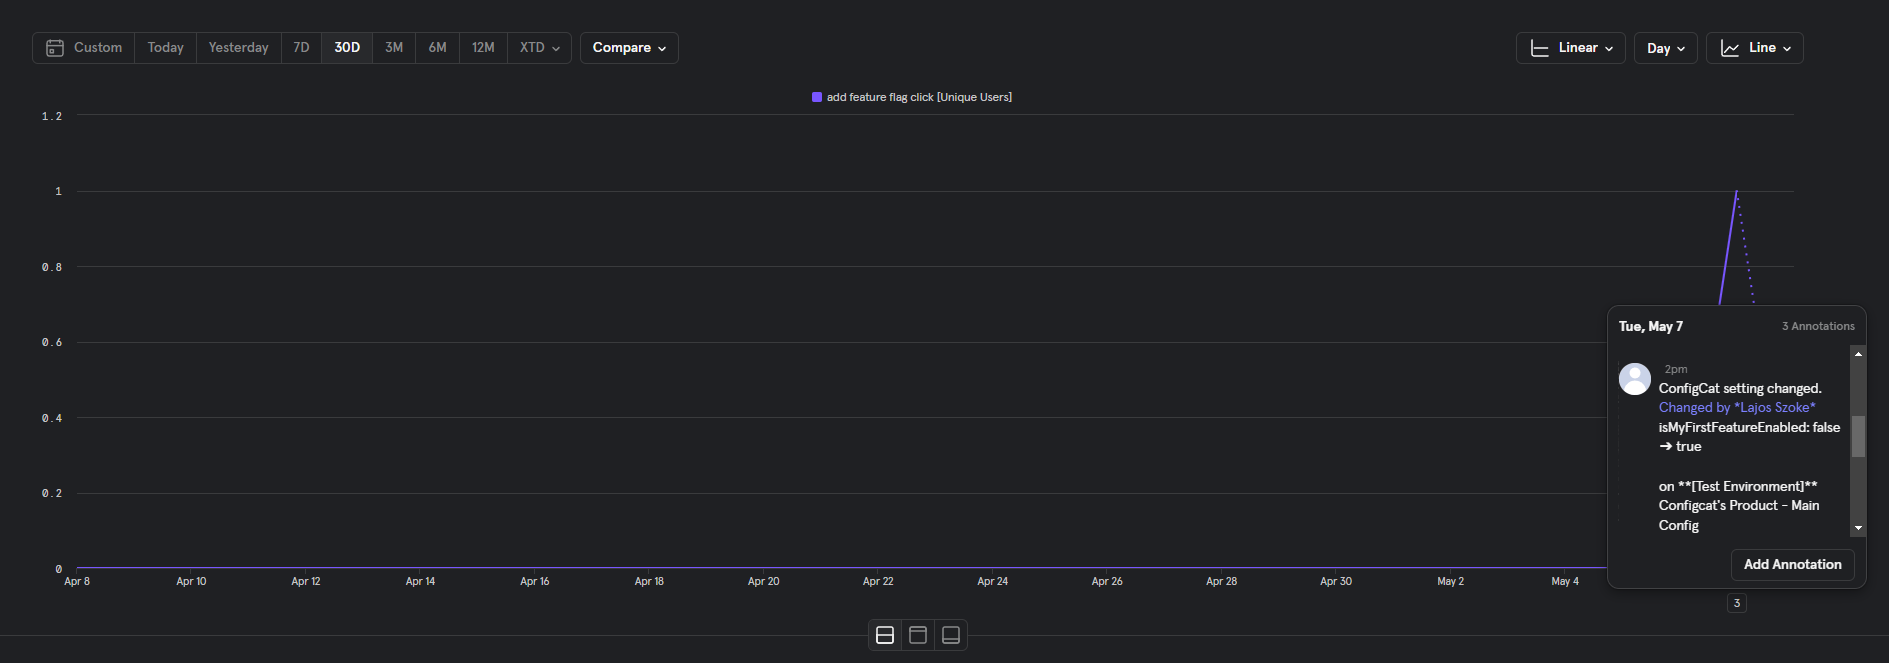 Custom Today Yesterday 7D 30D 3M 6M 12M XTD Compare Linear Day Line
add feature flag click [Unique Users]
1.2
1
0.8
0.6
0.4
0.2
0
Apr 8 Apr 10 Apr 12 Apr 14 Apr 16 Apr 18 Apr 20 Apr 22 Apr 24 Apr 26 Apr 28 Apr 30 May 2 May 4
Tue, May 7 3 Annotations
2pm
ConfigCat setting changed.
Changed by *Lajos Szoke*
isMyFirstFeatureEnabled: false
➔ true
on **[Test Environment]**
Configcat's Product - Main
Config
Add Annotation
3